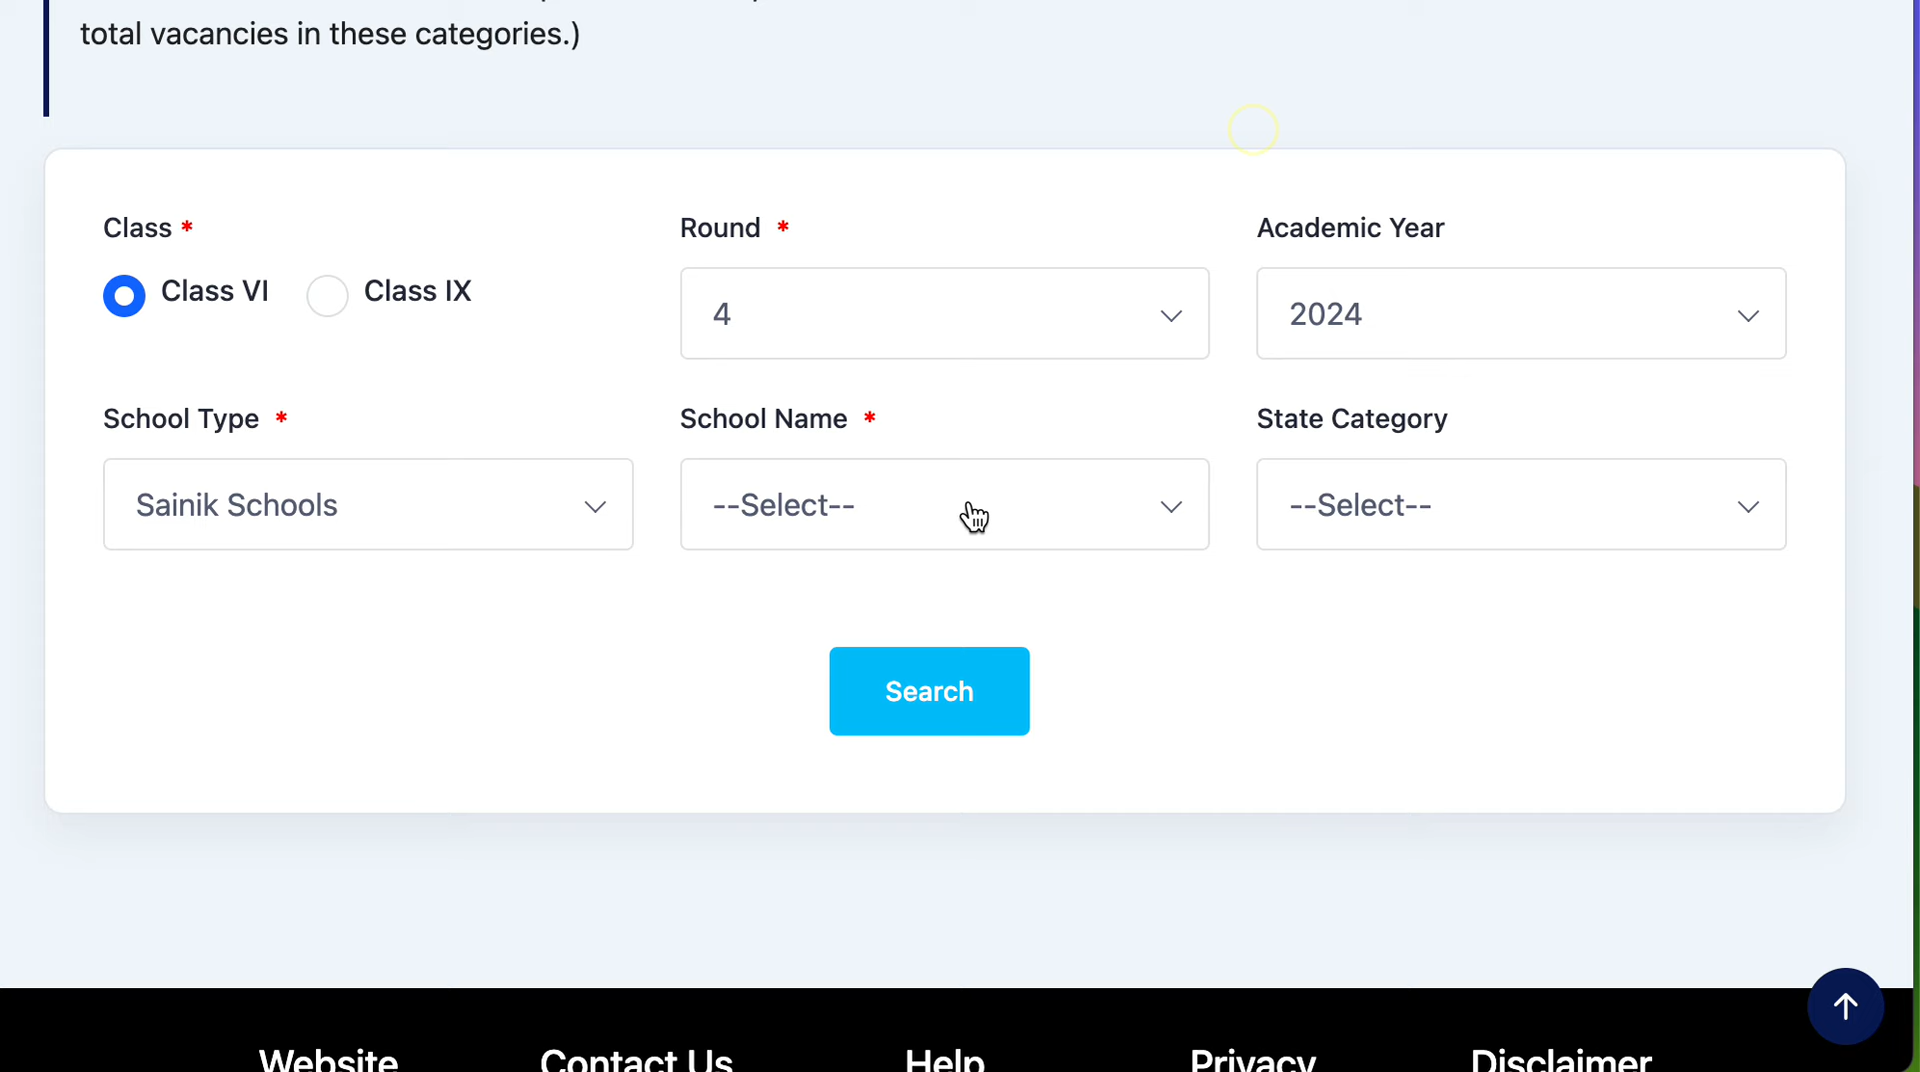 total vacancies in these categories.)
Class *
Round *
Academic Year
Class VI
Class IX
4
2024
School Type *
School Name *
State Category
Sainik Schools
--Select--
--Select--
Search
Website
Contact Us
Help
Privacy
Disclaimer